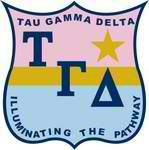 TAU GAMMA DELTA
ΤΓΔ
ILLUMINATING THE PATHWAY